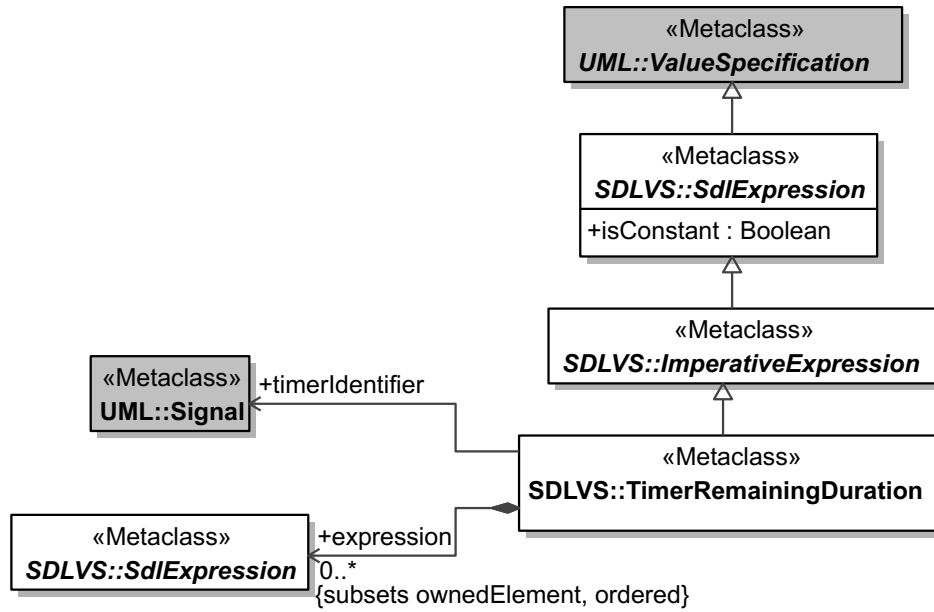 «Metaclass»
UML::ValueSpecification
«Metaclass»
SDLVS::SdlExpression
+isConstant : Boolean
«Metaclass»
SDLVS::ImperativeExpression
«Metaclass»
UML::Signal
+timerIdentifier
«Metaclass»
SDLVS::TimerRemainingDuration
«Metaclass»
SDLVS::SdlExpression
+expression
0..*
{subsets ownedElement, ordered}